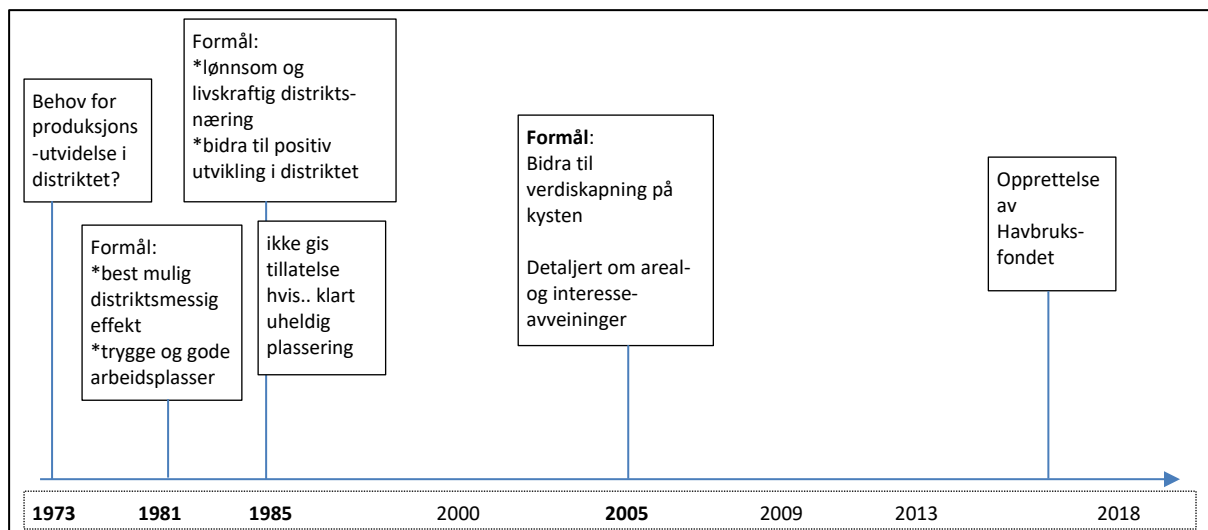 Behov for
produksjons
-utvidelse i
distriktet?
Formål:
*best mulig
distriktsmessig
effekt
*trygge og gode
arbeidsplasser
Formål:
*lønnsom og
livskraftig distrikts-
næring
*bidra til positiv
utvikling i distriktet
ikke gis
tillatelse
hvis.. klart
uheldig
plassering
Formål:
Bidra til
verdiskapning på
kysten
Detaljert om areal-
og interesse-
avveininger
Opprettelse
av
Havbruks-
fondet
1973 1981 1985 2000 2005 2009 2013 2018